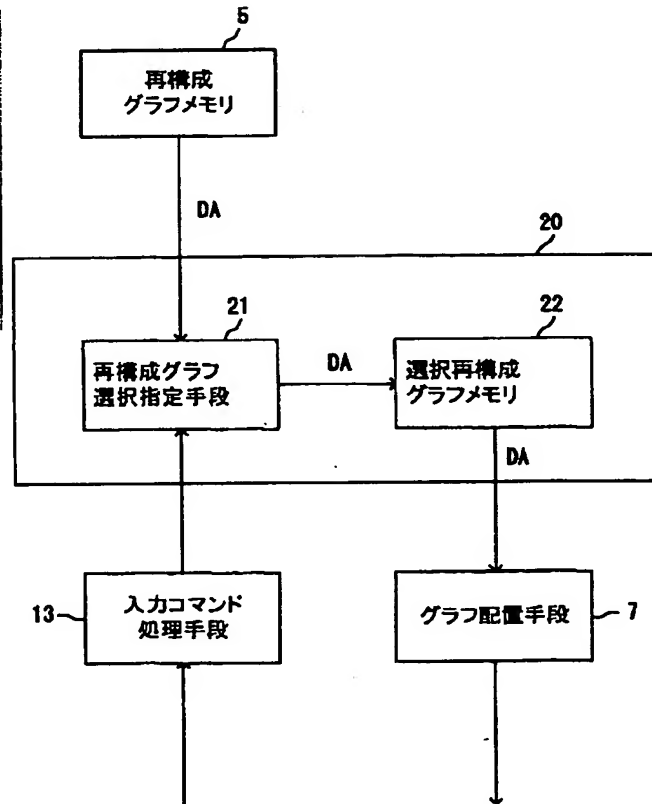 5
再構成
グラフメモリ
DA
20
21
22
再構成グラフ
選択指定手段
DA
選択再構成
グラフメモリ
DA
13
入力コマンド
処理手段
グラフ配置手段
7